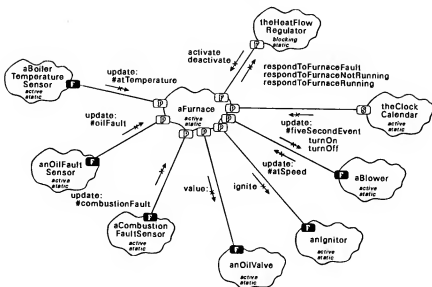 theHeatFlow
Regulator
blocking
static
activate
deactivate
respondToFurnaceFault
respondToFurnaceNotRunning
respondToFurnaceRunning
aBoiler
Temperature
Sensor
active
static
update:
#atTemperature
F
F
aFurnace
active
static
theClock
Calendar
active
static
update:
#fiveSecondEvent
update:
#oilFault
turnOn
turnOff
update:
#atSpeed
anOilFault
Sensor
active
static
F
F
aBlower
active
static
update:
#combustionFault
value:
ignite
F
F
aCombustion
FaultSensor
active
static
anIgnitor
active
static
F
anOilValve
active
static